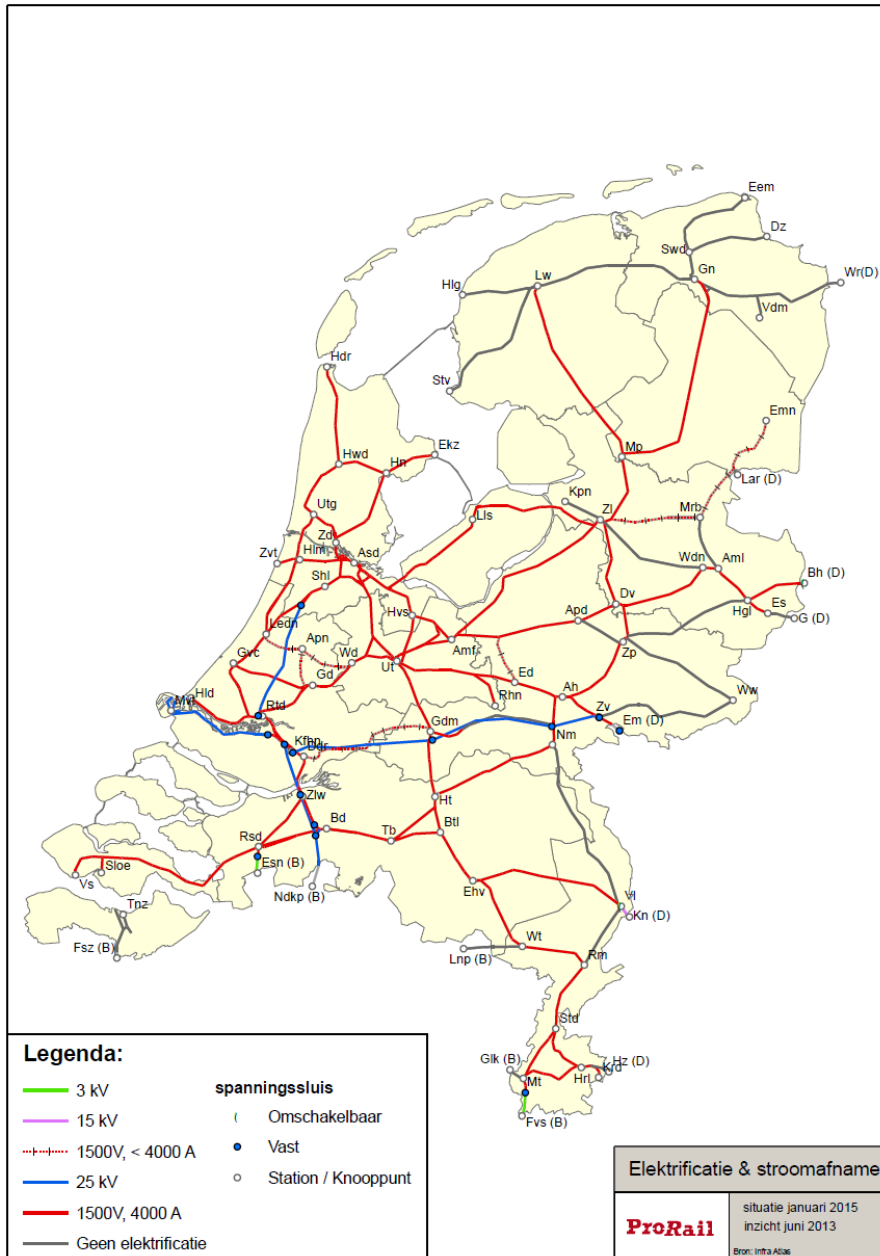 Eem
Dz
Swd
Gn
Wr(D)
Lw
Hlg
Vdm
Hdr
Stv
Emn
Mp
Ekz
Hwd
Hn
Lar (D)
Kpn
Utg
Lls
Zl
Mrb
Zd
Zvt
Hlm
Asd
Wdn
Aml
Bh (D)
Shl
Dv
Es
Hgl
G (D)
Ledn
Hvs
Apd
Apn
Amf
Zp
Gvc
Wd
Ut
Gd
Ed
Rhn
Ah
Ww
Hld
Mvt
Rtd
Zv
Em (D)
Gdm
Kfhn
Ddr
Nm
Zlw
Ht
Bd
Btl
Rsd
Tb
Esn (B)
Sloe
Vs
Ndkp (B)
Ehv
Vl
Kn (D)
Tnz
Fsz (B)
Wt
Lnp (B)
Rm
Std
Glk (B)
Hz (D)
Krd
Mt
Hrl
Fvs (B)
Legenda:
3 kV
15 kV
1500V, < 4000 A
25 kV
1500V, 4000 A
Geen elektrificatie
spanningssluis
Omschakelbaar
Vast
Station / Knooppunt
Elektrificatie & stroomafname
ProRail
situatie januari 2015
inzicht juni 2013
Bron: Infra Atlas